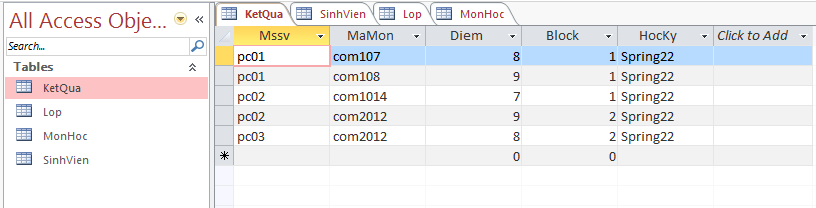 All Access Obje...
Search...
Tables
KetQua
Lop
MonHoc
SinhVien
KetQua SinhVien Lop MonHoc
Mssv MaMon Diem Block HocKy Click to Add
pc01 com107 8 1 Spring22
pc01 com108 9 1 Spring22
pc02 com1014 7 1 Spring22
pc02 com2012 9 2 Spring22
pc03 com2012 8 2 Spring22
* 0 0